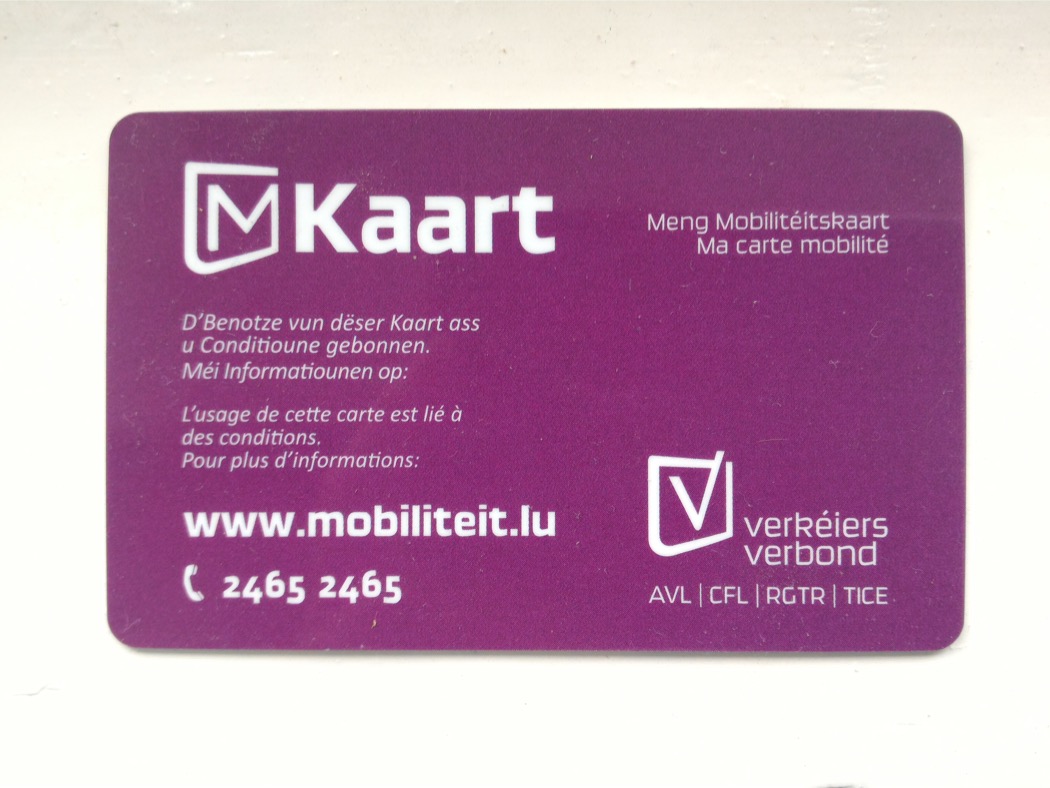 M Kaart
Meng Mobilitéitskaart
Ma carte mobilité
D'Benotze vun dëser Kaart ass
u Conditioune gebonnen.
Méi Informatiounen op:
L'usage de cette carte est lié à
des conditions.
Pour plus d'informations:
www.mobiliteit.lu
2465 2465
V verkéiers
verbond
AVL | CFL | RGTR | TICE